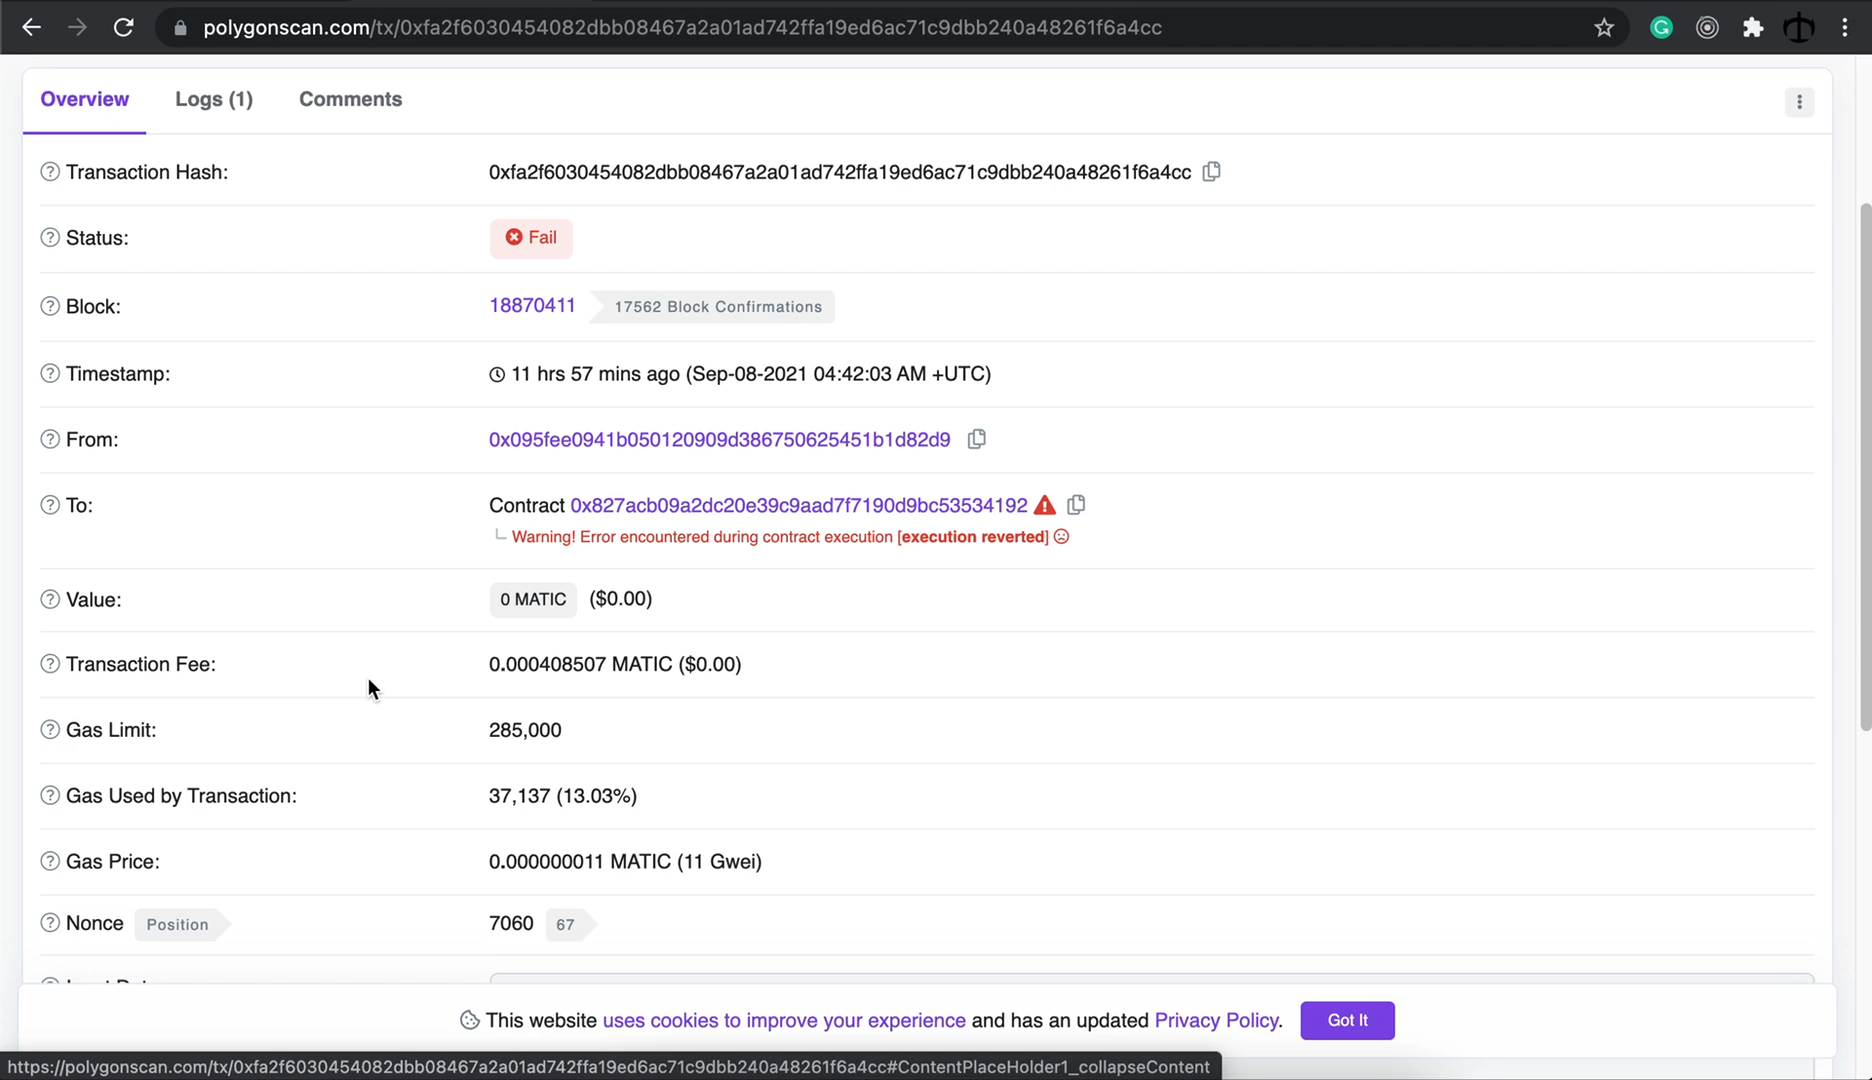 polygonscan.com/tx/0xfa2f6030454082dbb08467a2a01ad742ffa19ed6ac71c9dbb240a48261f6a4cc
Overview Logs (1) Comments
Transaction Hash: 0xfa2f6030454082dbb08467a2a01ad742ffa19ed6ac71c9dbb240a48261f6a4cc
Status: Fail
Block: 18870411 17562 Block Confirmations
Timestamp: 11 hrs 57 mins ago (Sep-08-2021 04:42:03 AM +UTC)
From: 0x095fee0941b050120909d386750625451b1d82d9
To: Contract 0x827acb09a2dc20e39c9aad7f7190d9bc53534192
Warning! Error encountered during contract execution [execution reverted]
Value: 0 MATIC ($0.00)
Transaction Fee: 0.000408507 MATIC ($0.00)
Gas Limit: 285,000
Gas Used by Transaction: 37,137 (13.03%)
Gas Price: 0.000000011 MATIC (11 Gwei)
Nonce Position 7060 67
This website uses cookies to improve your experience and has an updated Privacy Policy. Got It
https://polygonscan.com/tx/0xfa2f6030454082dbb08467a2a01ad742ffa19ed6ac71c9dbb240a48261f6a4cc#ContentPlaceHolder1_collapseContent